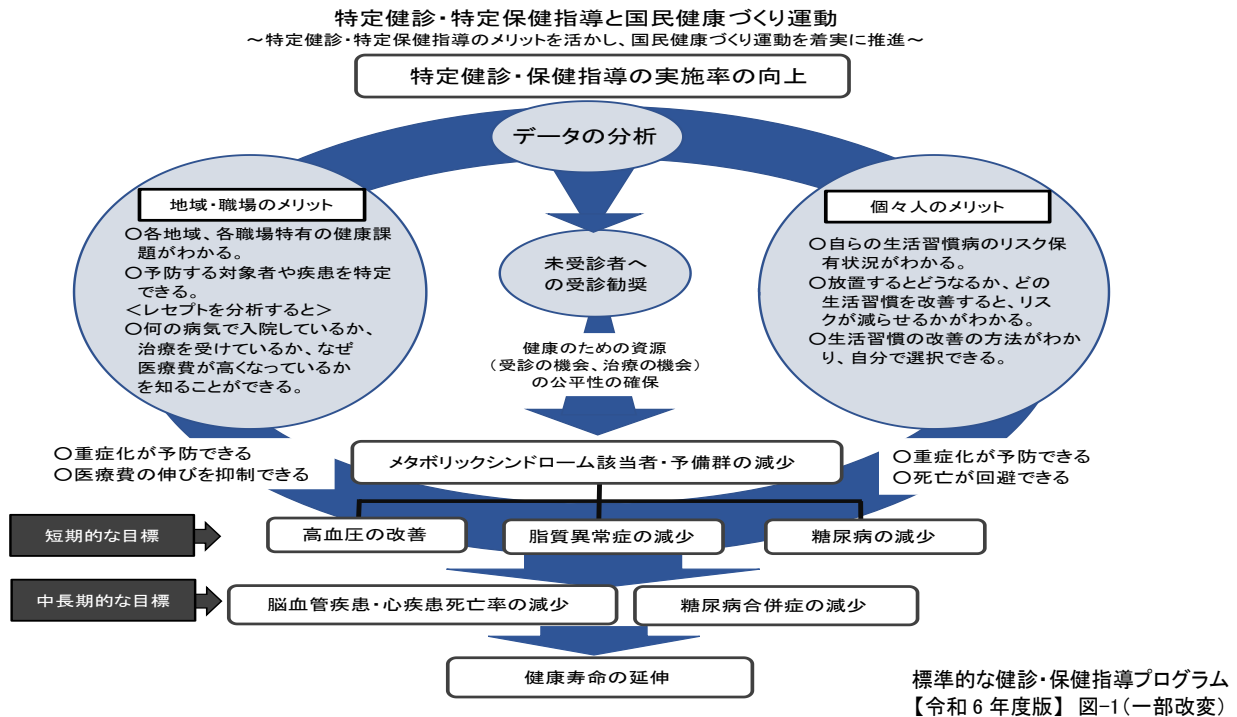 特定健診・特定保健指導と国民健康づくり運動
～特定健診・特定保健指導のメリットを活かし、国民健康づくり運動を着実に推進～
特定健診・保健指導の実施率の向上
データの分析
地域・職場のメリット
○各地域、各職場特有の健康課
題がわかる。
○予防する対象者や疾患を特定
できる。
＜レセプトを分析すると＞
○何の病気で入院しているか、
治療を受けているか、なぜ
医療費が高くなっているか
を知ることができる。
未受診者へ
の受診勧奨
健康のための資源
（受診の機会、治療の機会）
の公平性の確保
個々人のメリット
○自らの生活習慣病のリスク保
有状況がわかる。
○放置するとどうなるか、どの
生活習慣を改善すると、リス
クが減らせるかがわかる。
○生活習慣の改善の方法がわか
り、自分で選択できる。
○重症化が予防できる
○医療費の伸びを抑制できる
メタボリックシンドローム該当者・予備群の減少
○重症化が予防できる
○死亡が回避できる
短期的な目標
高血圧の改善
脂質異常症の減少
糖尿病の減少
中長期的な目標
脳血管疾患・心疾患死亡率の減少
糖尿病合併症の減少
健康寿命の延伸
標準的な健診・保健指導プログラム
【令和6年度版】 図-1（一部改変）